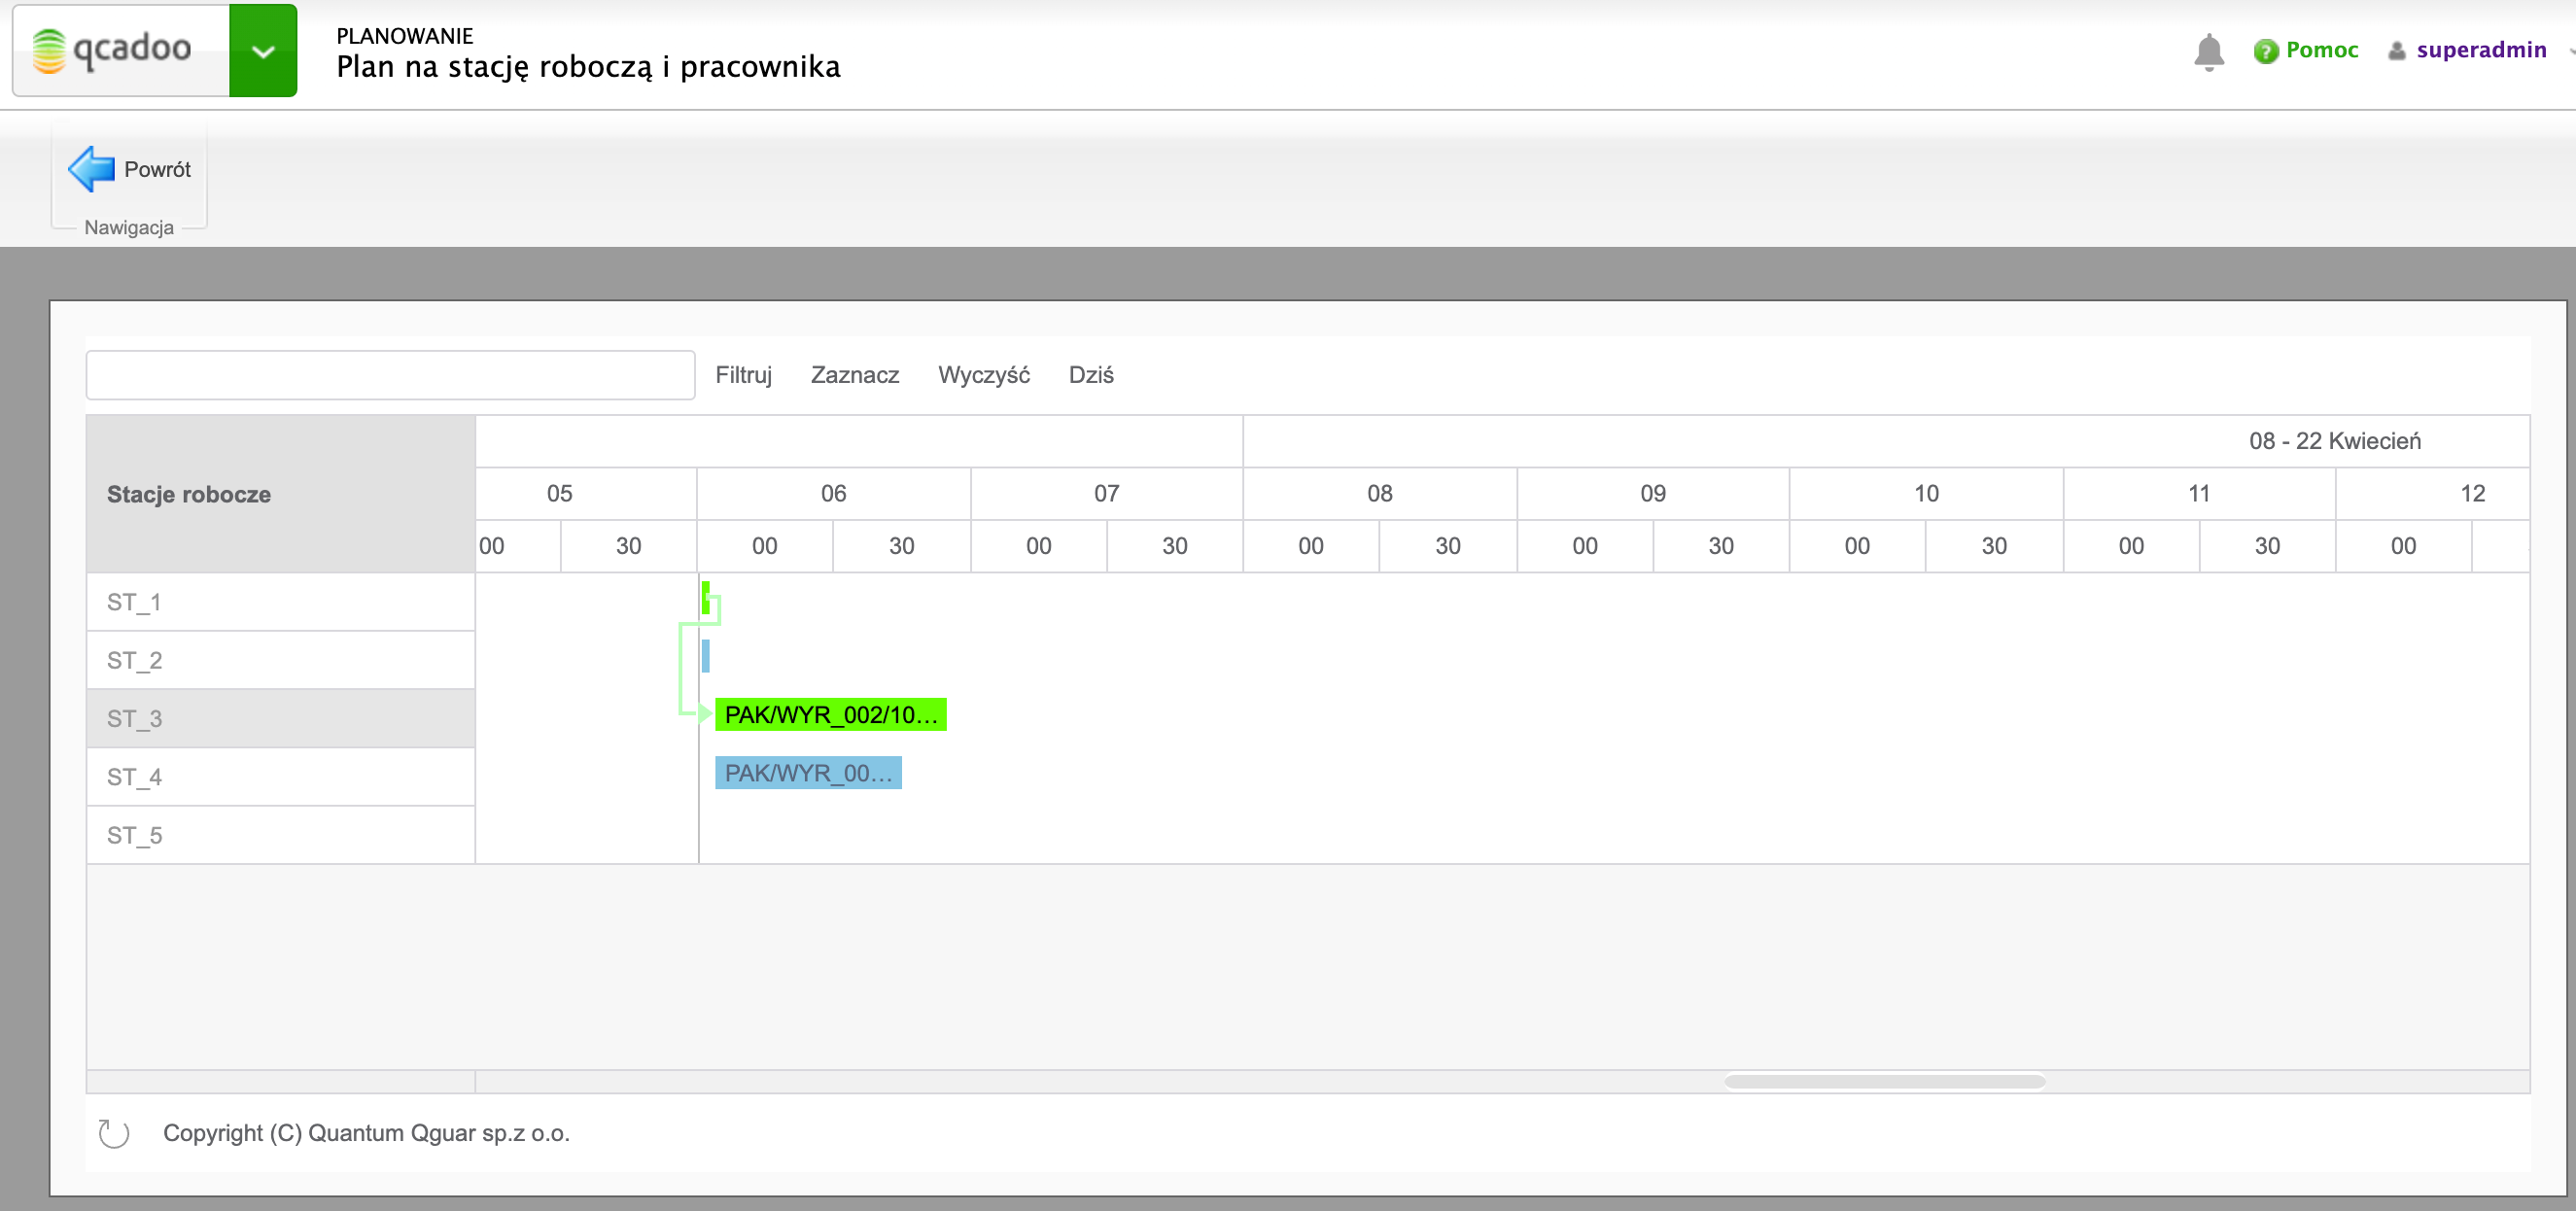 qcadoo
PLANOWANIE
Plan na stację roboczą i pracownika
Pomoc
superadmin
Powrót
Nawigacja
Filtruj Zaznacz Wyczyść Dziś
Stacje robocze
08 - 22 Kwiecień
05 06 07 08 09 10 11 12
00 30 00 30 00 30 00 30 00 30 00 30 00 30 00
ST_1
ST_2
ST_3 PAK/WYR_002/10...
ST_4 PAK/WYR_00...
ST_5
Copyright (C) Quantum Qguar sp.z o.o.